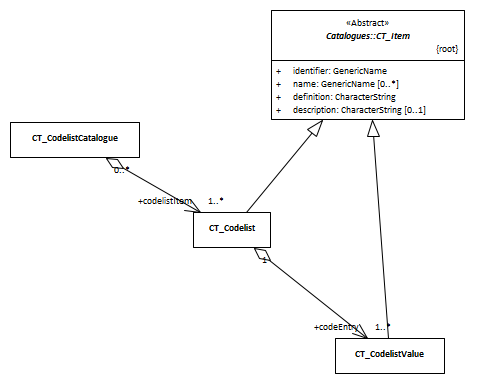 «Abstract»
Catalogues::CT_Item
{root}
+ identifier: GenericName
+ name: GenericName [0..*]
+ definition: CharacterString
+ description: CharacterString [0..1]
CT_CodelistCatalogue
0..*
+codelistItem 1..*
CT_Codelist
1
+codeEntry 1..*
CT_CodelistValue